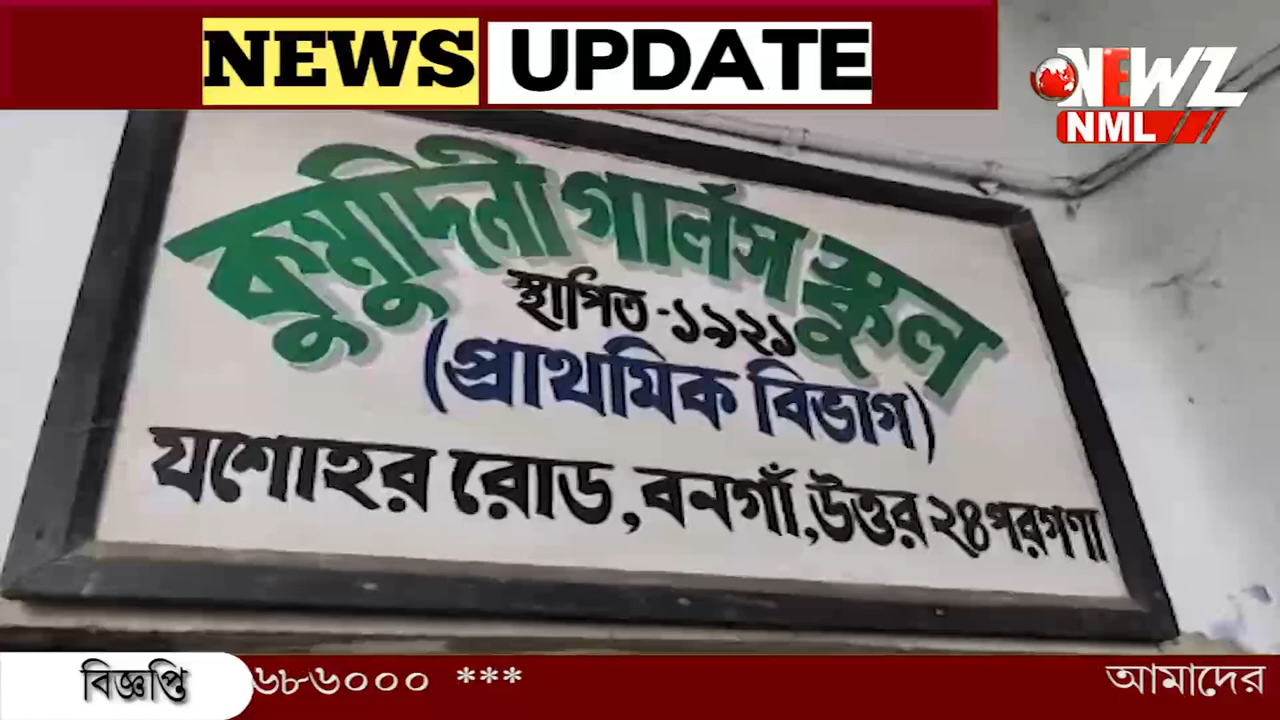 NEWS UPDATE
NEWZ
NML
কুমুদিনী গার্লস স্কুল
স্থাপিত - ১৯২১
(প্রাথমিক বিভাগ)
যশোহর রোড, বনগাঁ, উত্তর ২৪ পরগণা
বিজ্ঞপ্তি ৬৮৬০০০ *** আমাদের